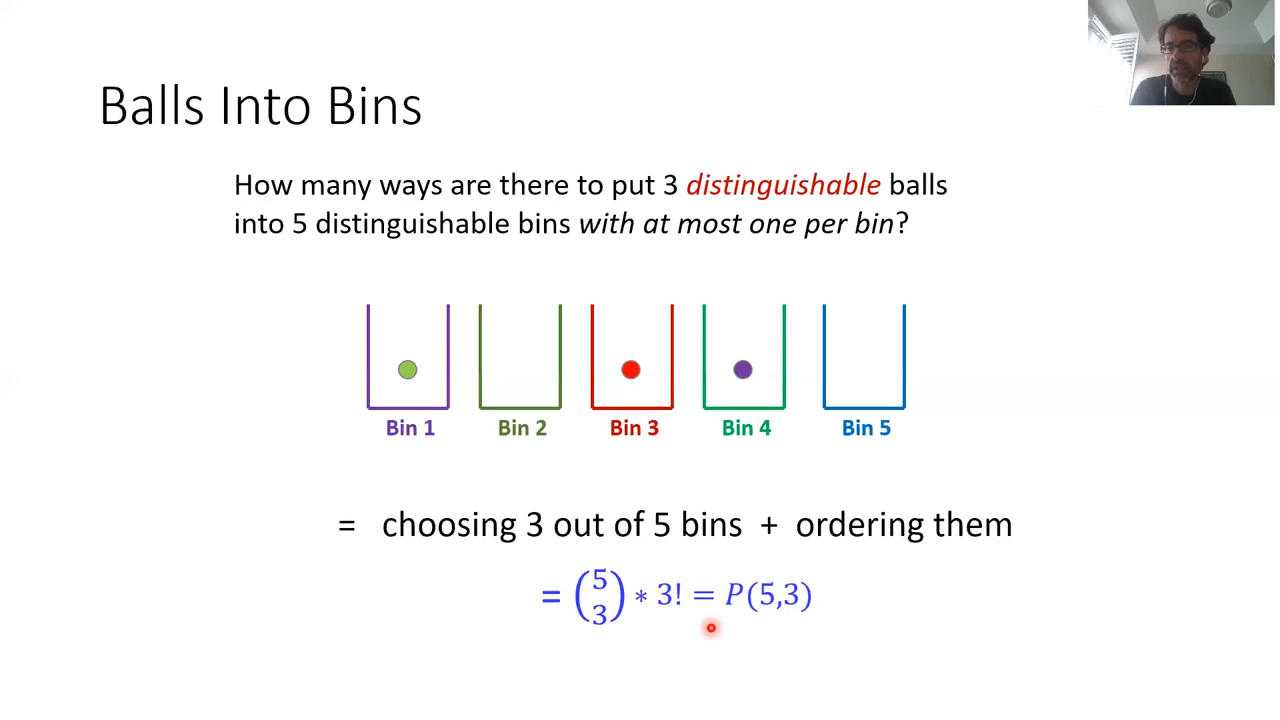 Balls Into Bins
How many ways are there to put 3 distinguishable balls
into 5 distinguishable bins with at most one per bin?
Bin 1 Bin 2 Bin 3 Bin 4 Bin 5
= choosing 3 out of 5 bins + ordering them
= (5 3) * 3! = P(5,3)